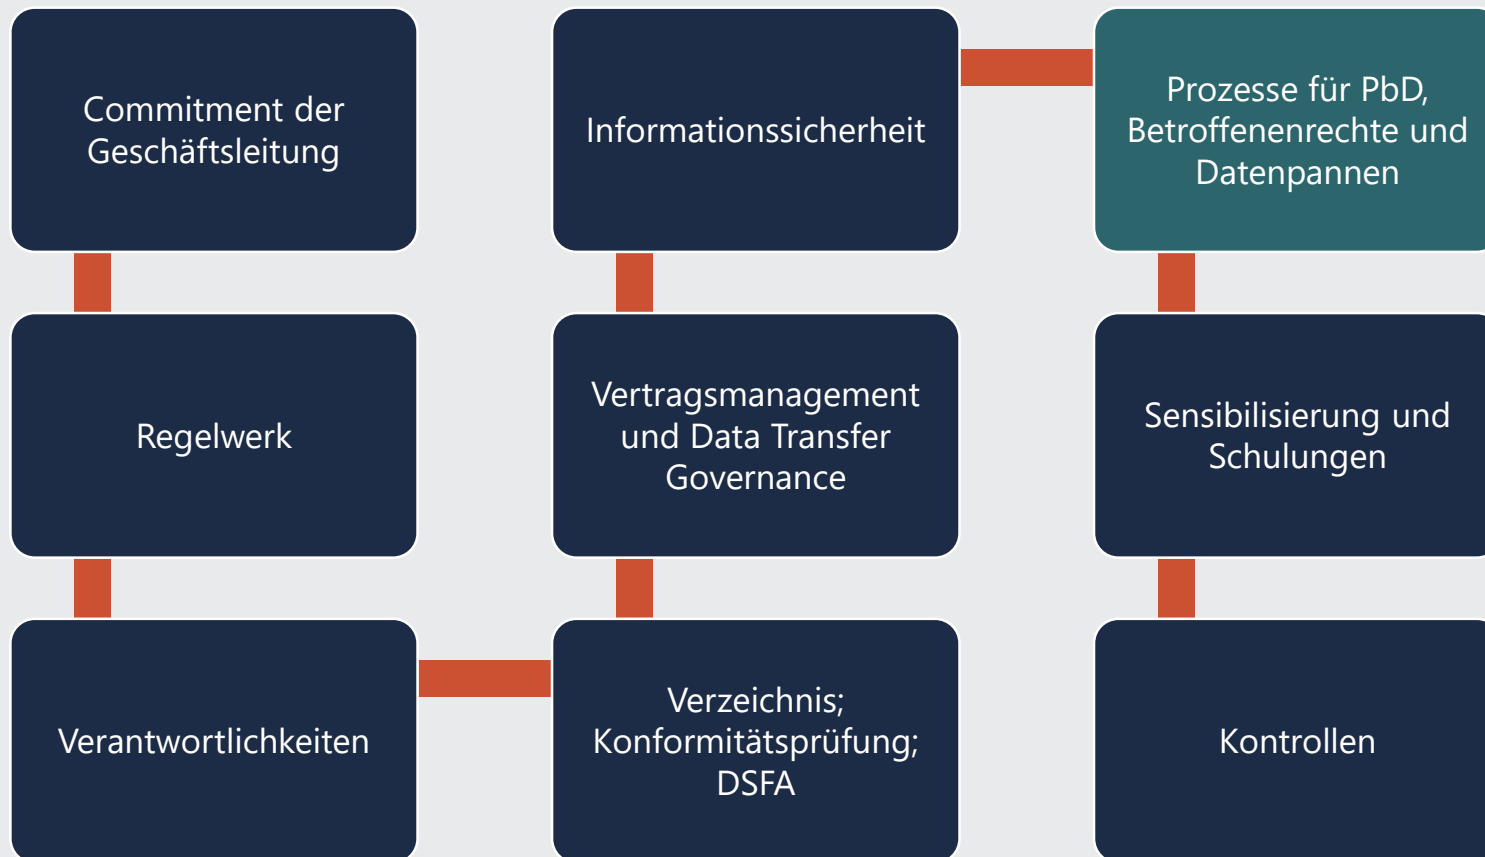 Commitment der
Geschäftsleitung
Regelwerk
Verantwortlichkeiten
Verzeichnis;
Konformitätsprüfung;
DSFA
Vertragsmanagement
und Data Transfer
Governance
Informationssicherheit
Prozesse für PbD,
Betroffenenrechte und
Datenpannen
Sensibilisierung und
Schulungen
Kontrollen